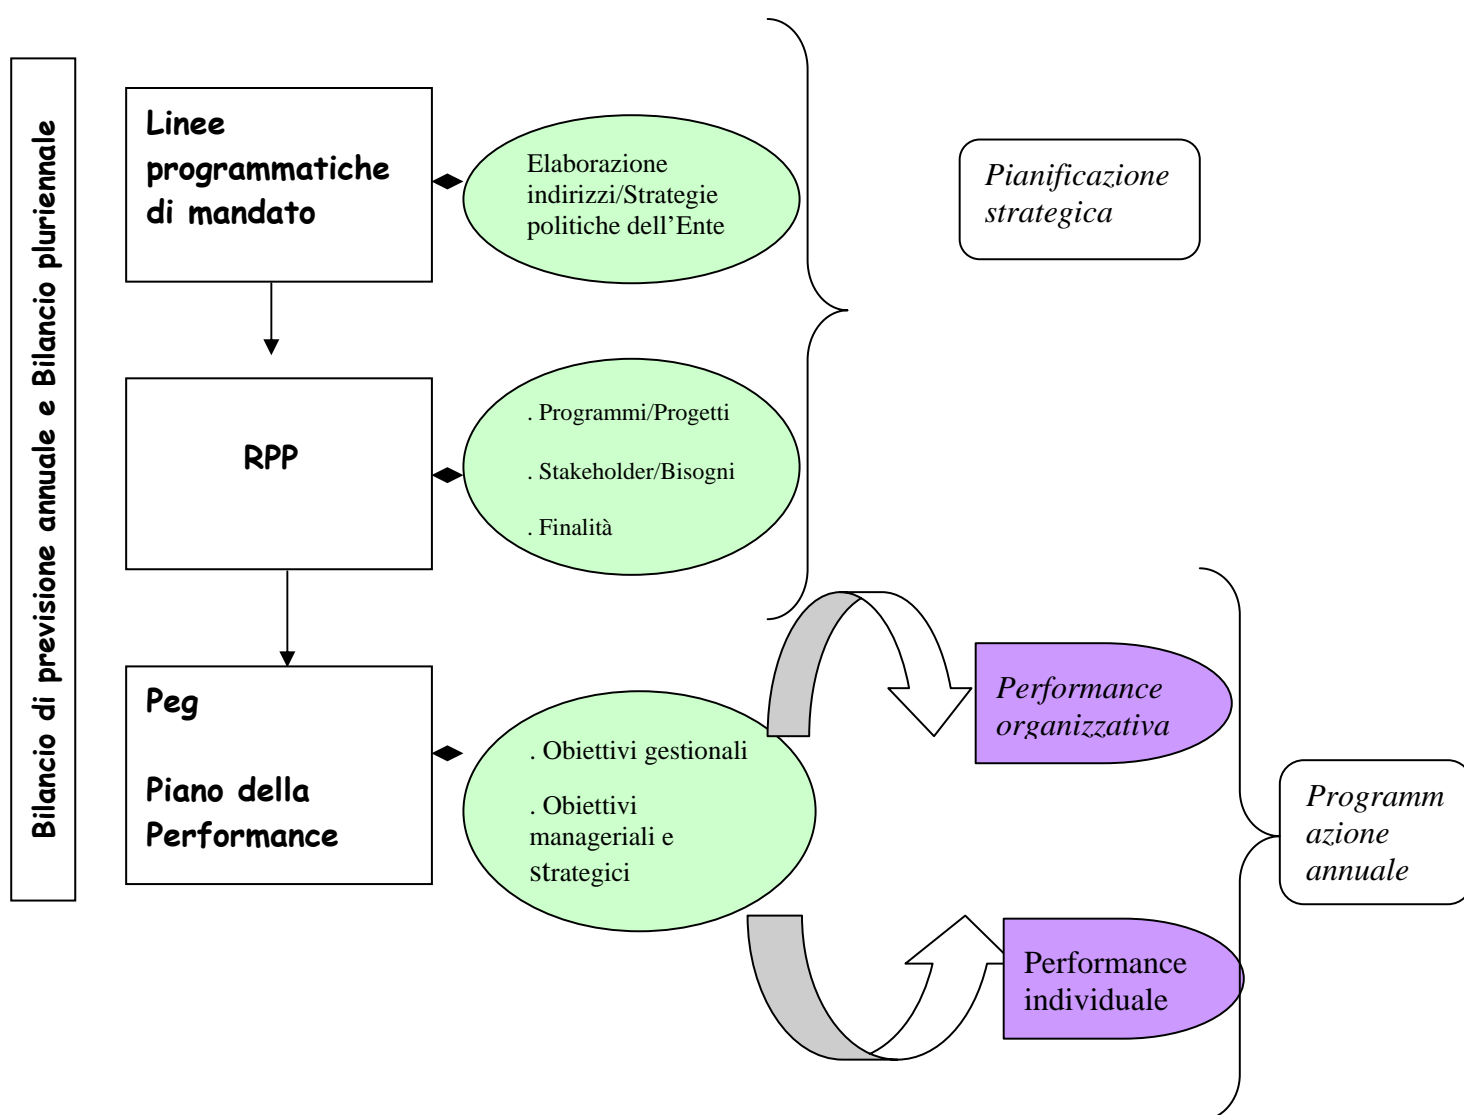 Bilancio di previsione annuale e Bilancio pluriennale
Linee
programmatiche
di mandato
Elaborazione
indirizzi/Strategie
politiche dell'Ente
Pianificazione
strategica
RPP
. Programmi/Progetti
. Stakeholder/Bisogni
. Finalità
Peg
Piano della
Performance
. Obiettivi gestionali
. Obiettivi
manageriali e
strategici
Performance
organizzativa
Performance
individuale
Programm
azione
annuale